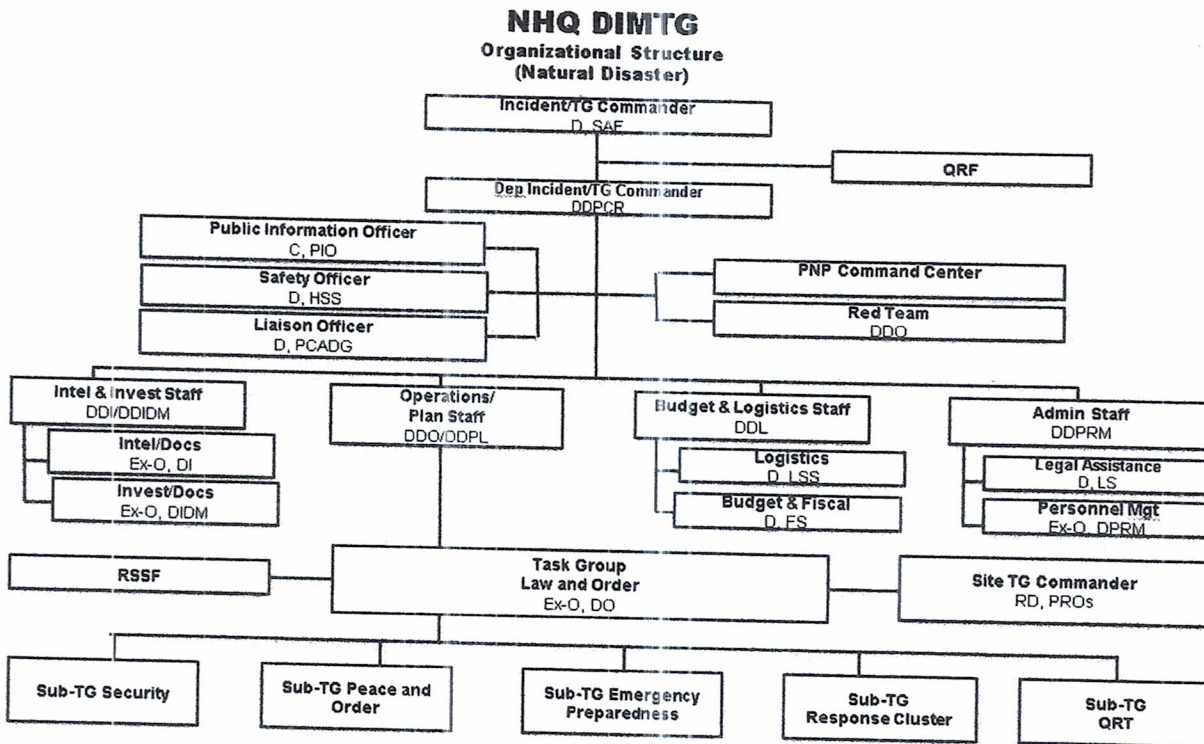 NHQ DIMTG
Organizational Structure
(Natural Disaster)
Incident/TG Commander
D, SAF
QRF
Dep Incident/TG Commander
DDPCR
Public Information Officer
C, PIO
Safety Officer
D, HSS
Liaison Officer
D, PCADG
PNP Command Center
Red Team
DDO
Intel & Invest Staff
DDI/DDIDM
Intel/Docs
Ex-O, DI
Invest/Docs
Ex-O, DIDM
Operations/
Plan Staff
DDO/DDPL
Budget & Logistics Staff
DDL
Logistics
D, LSS
Budget & Fiscal
D, FS
Admin Staff
DDPRM
Legal Assistance
D, LS
Personnel Mgt
Ex-O, DPRM
RSSF
Task Group
Law and Order
Ex-O, DO
Site TG Commander
RD, PROs
Sub-TG Security
Sub-TG Peace and
Order
Sub-TG Emergency
Preparedness
Sub-TG
Response Cluster
Sub-TG
QRT